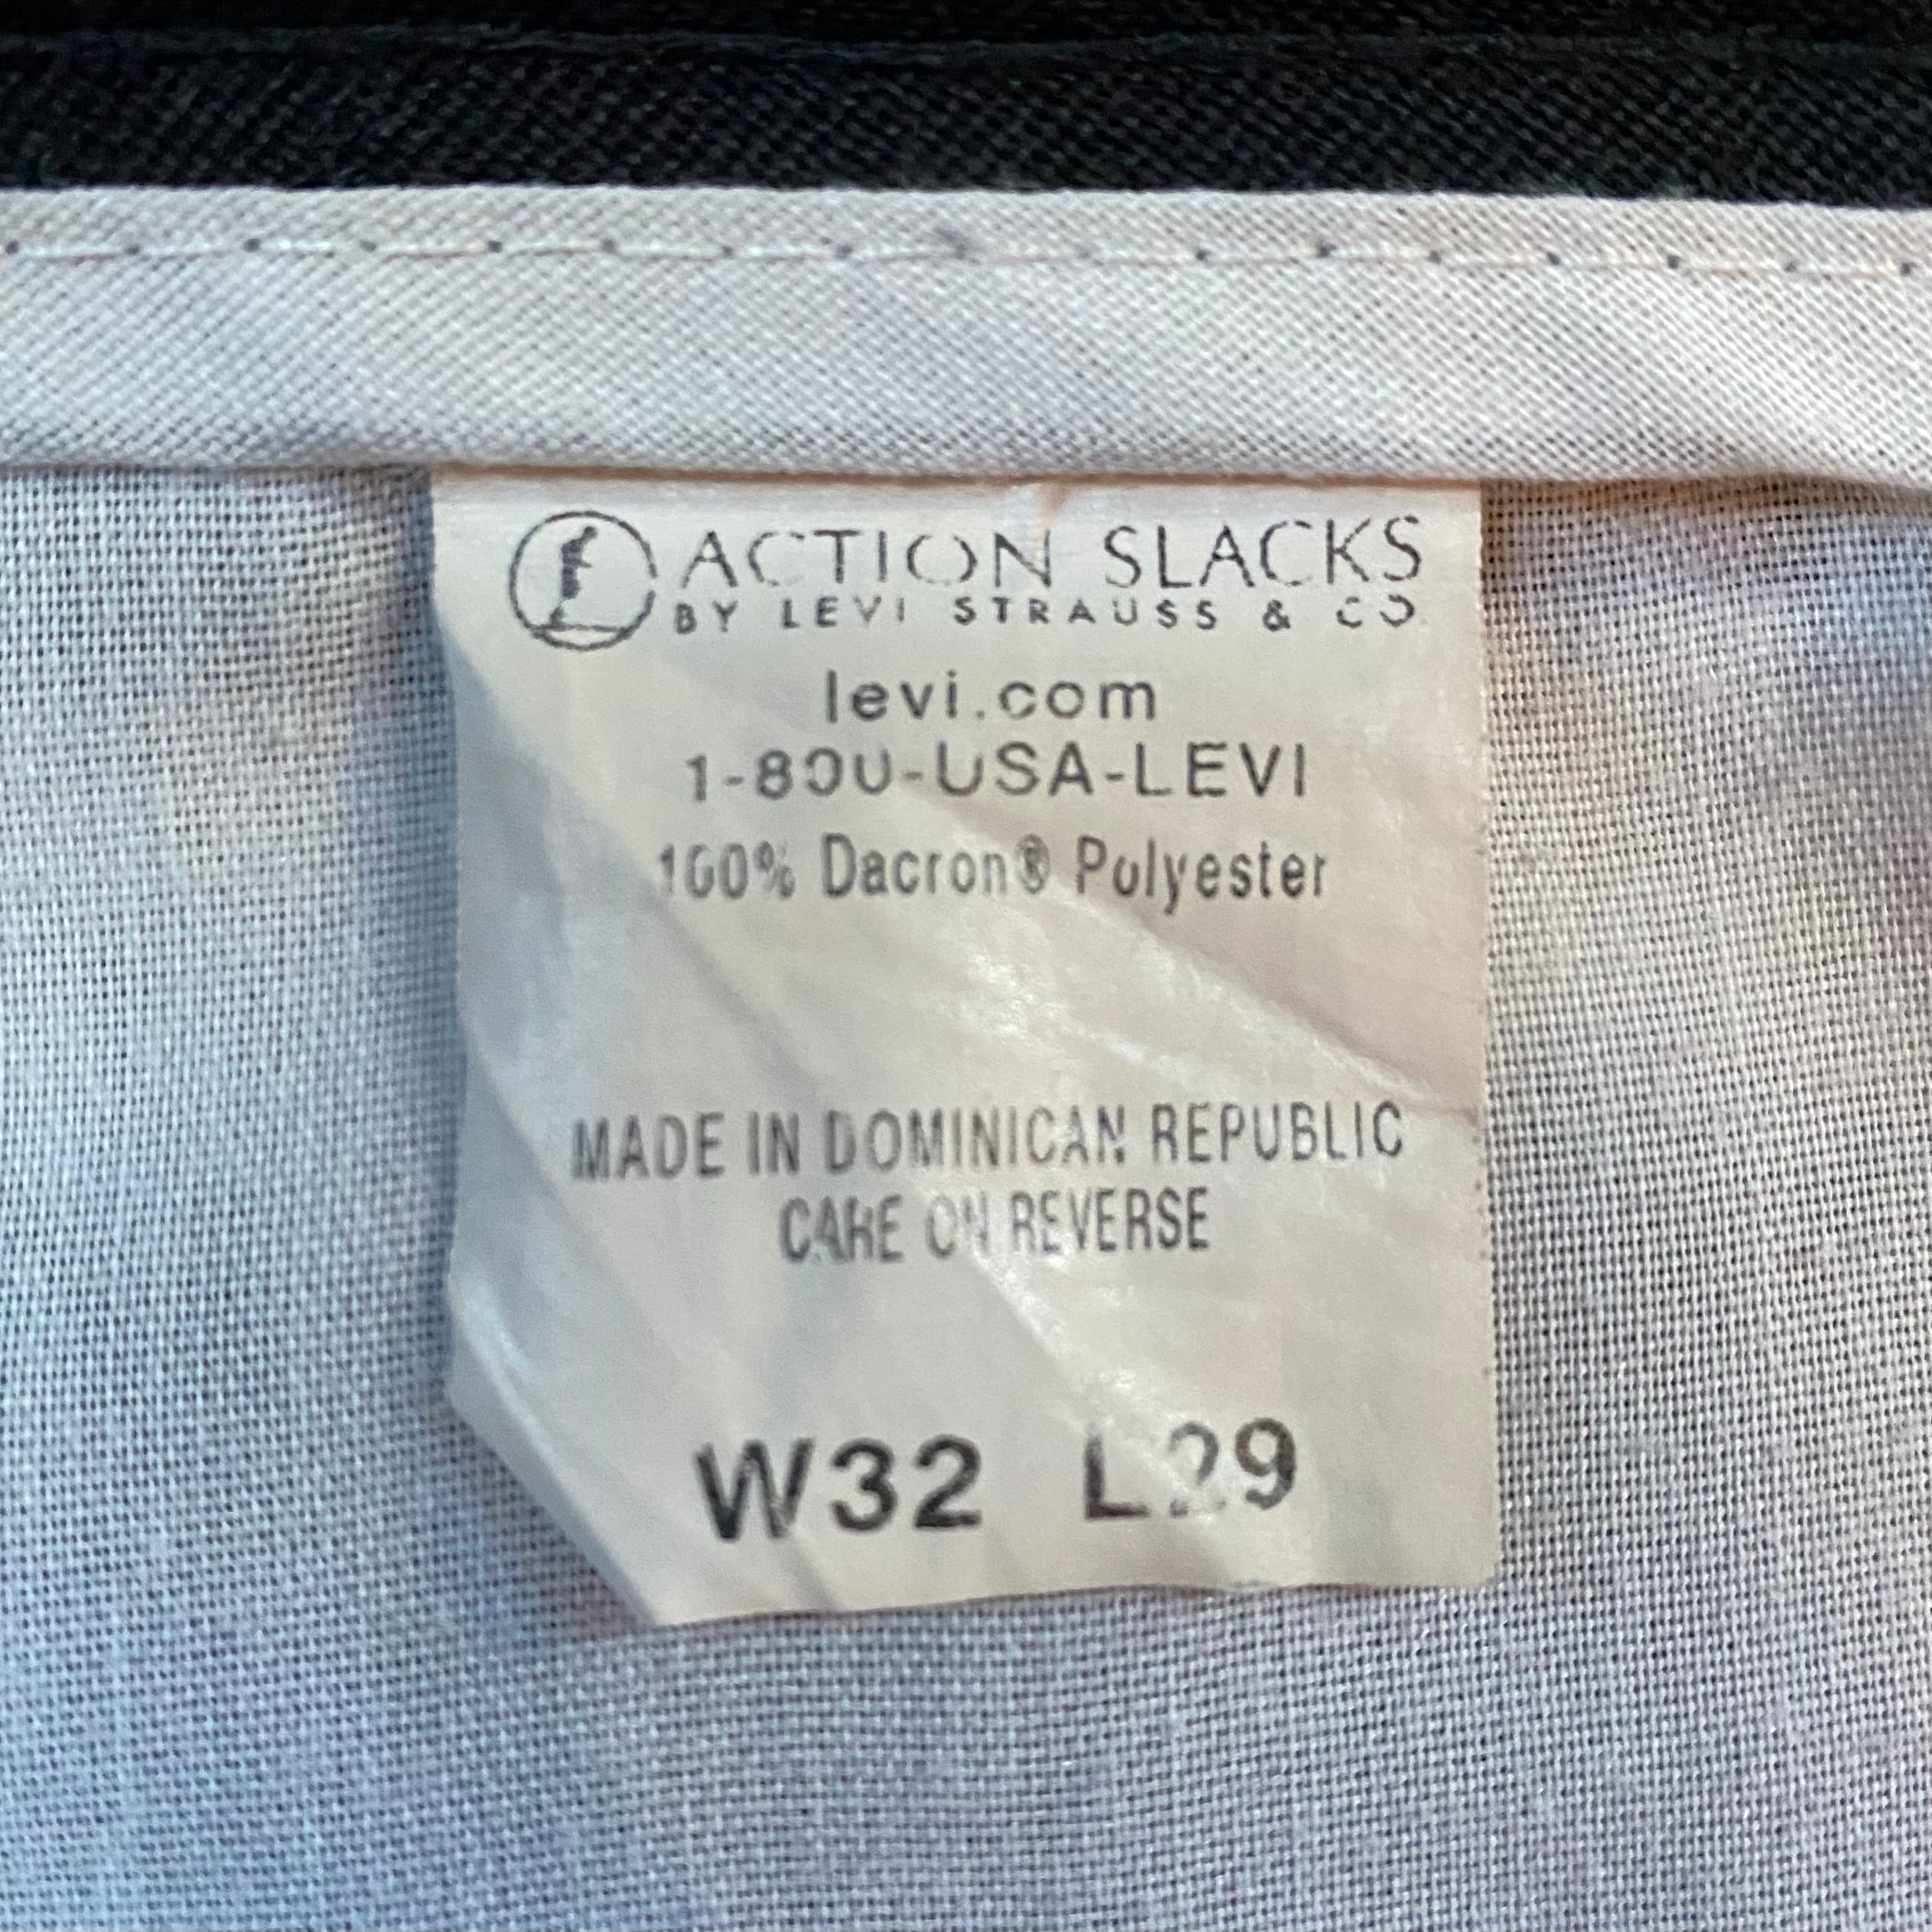 ACTION SLACKS
BY LEVI STRAUSS & CO
levi.com
1-800-USA-LEVI
100% Dacron® Polyester
MADE IN DOMINICAN REPUBLIC
CARE ON REVERSE
W32 L29